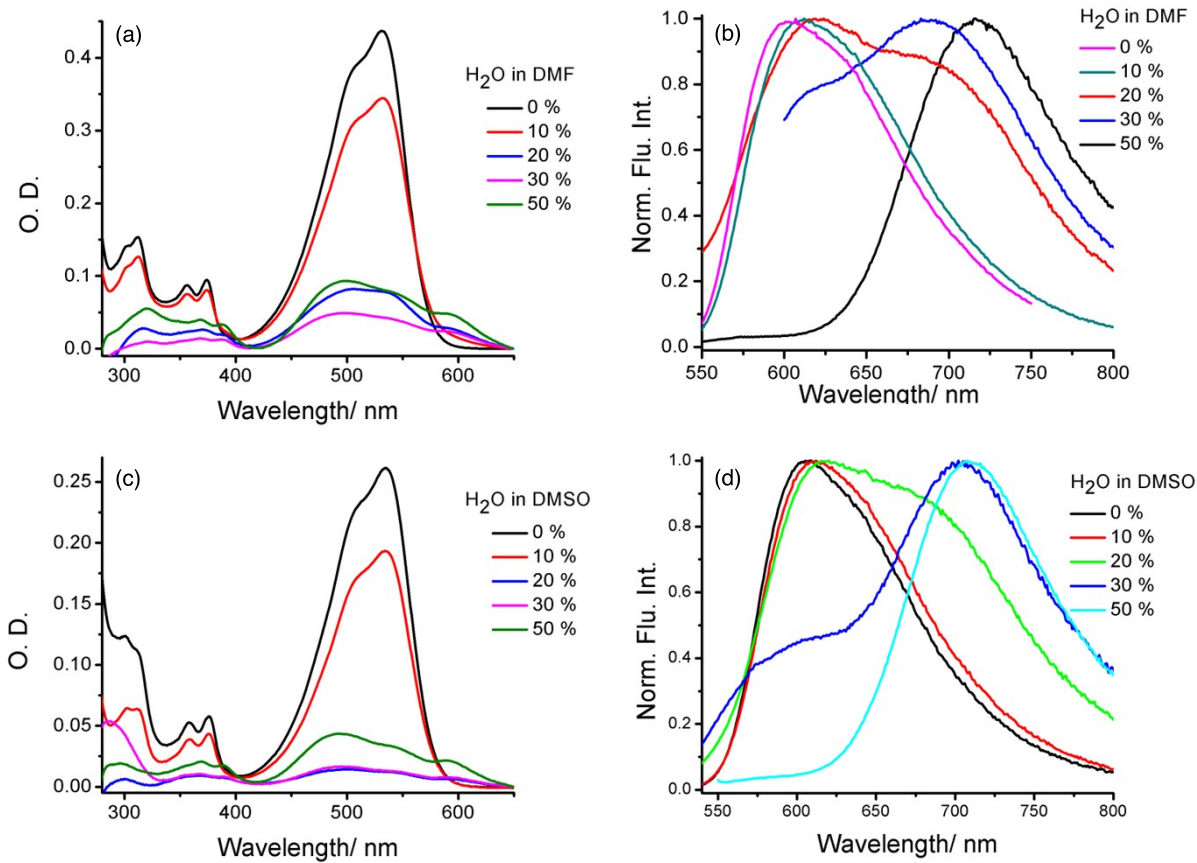 (a)
H2O in DMF
0 %
10 %
20 %
30 %
50 %
O. D.
0.4
0.3
0.2
0.1
0.0
300 400 500 600
Wavelength/ nm
(b)
H2O in DMF
0 %
10 %
20 %
30 %
50 %
Norm. Flu. Int.
1.0
0.8
0.6
0.4
0.2
0.0
550 600 650 700 750 800
Wavelength/ nm
(c)
H2O in DMSO
0 %
10 %
20 %
30 %
50 %
O. D.
0.25
0.20
0.15
0.10
0.05
0.00
300 400 500 600
Wavelength/ nm
(d)
H2O in DMSO
0 %
10 %
20 %
30 %
50 %
Norm. Flu. Int.
1.0
0.8
0.6
0.4
0.2
0.0
550 600 650 700 750 800
Wavelength/ nm